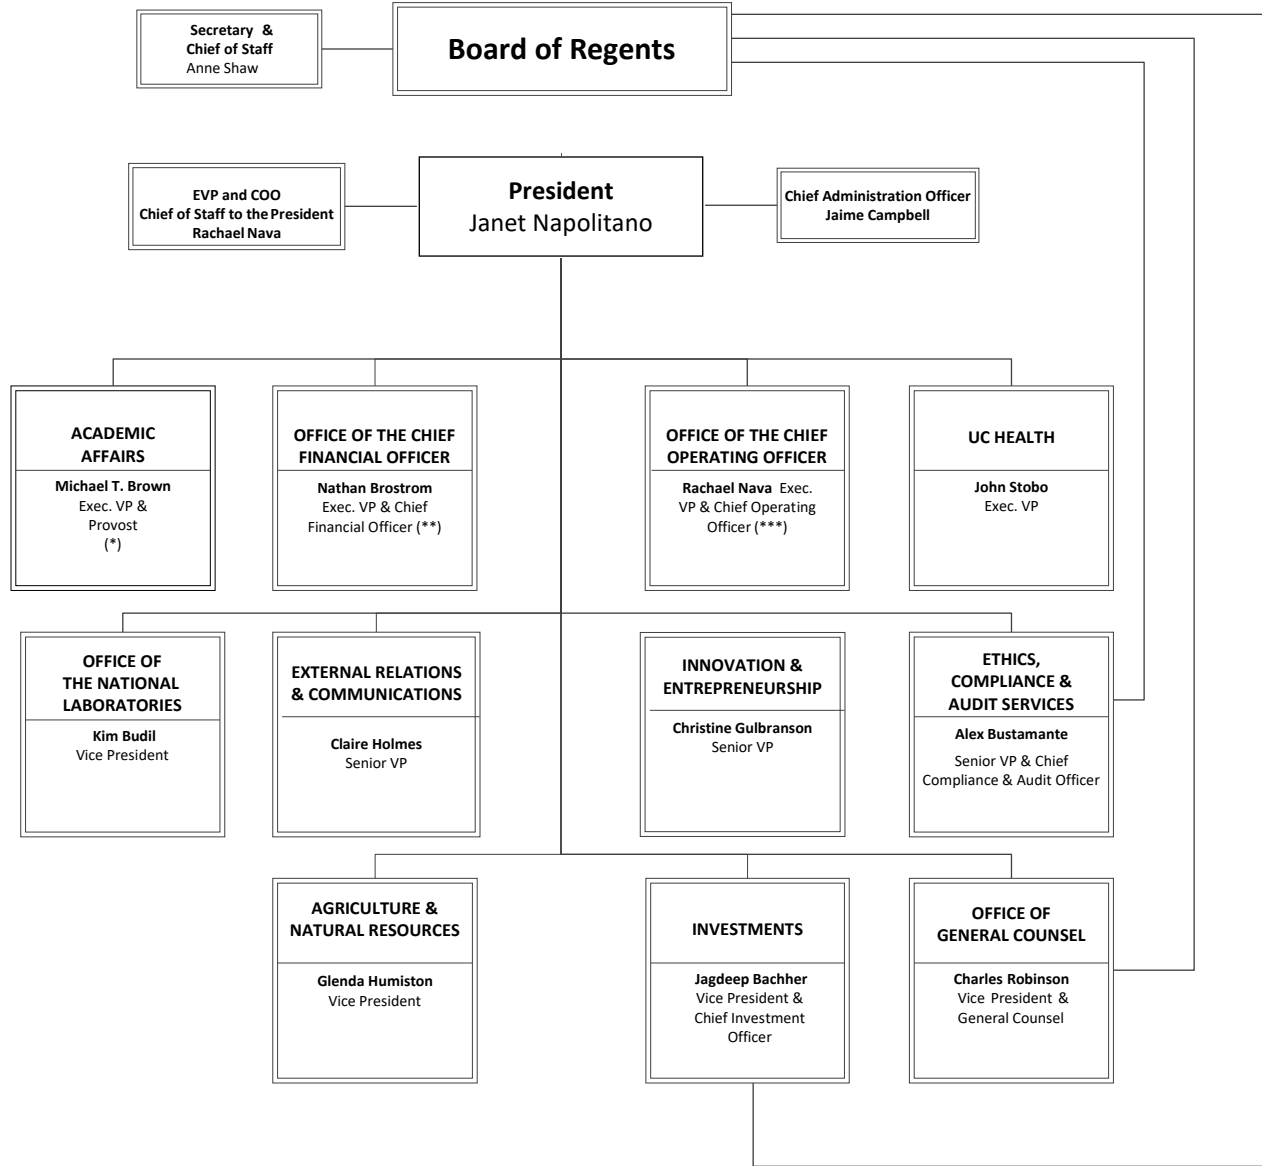 Secretary &
Chief of Staff
Anne Shaw
Board of Regents
EVP and COO
Chief of Staff to the President
Rachael Nava
President
Janet Napolitano
Chief Administration Officer
Jaime Campbell
ACADEMIC
AFFAIRS
Michael T. Brown
Exec. VP &
Provost
(*)
OFFICE OF THE CHIEF
FINANCIAL OFFICER
Nathan Brostrom
Exec. VP & Chief
Financial Officer (**)
OFFICE OF THE CHIEF
OPERATING OFFICER
Rachael Nava Exec.
VP & Chief Operating
Officer (***)
UC HEALTH
John Stobo
Exec. VP
OFFICE OF
THE NATIONAL
LABORATORIES
Kim Budil
Vice President
EXTERNAL RELATIONS
& COMMUNICATIONS
Claire Holmes
Senior VP
INNOVATION &
ENTREPRENEURSHIP
Christine Gulbranson
Senior VP
ETHICS,
COMPLIANCE &
AUDIT SERVICES
Alex Bustamante
Senior VP & Chief
Compliance & Audit Officer
AGRICULTURE &
NATURAL RESOURCES
Glenda Humiston
Vice President
INVESTMENTS
Jagdeep Bachher
Vice President &
Chief Investment
Officer
OFFICE OF
GENERAL COUNSEL
Charles Robinson
Vice President &
General Counsel